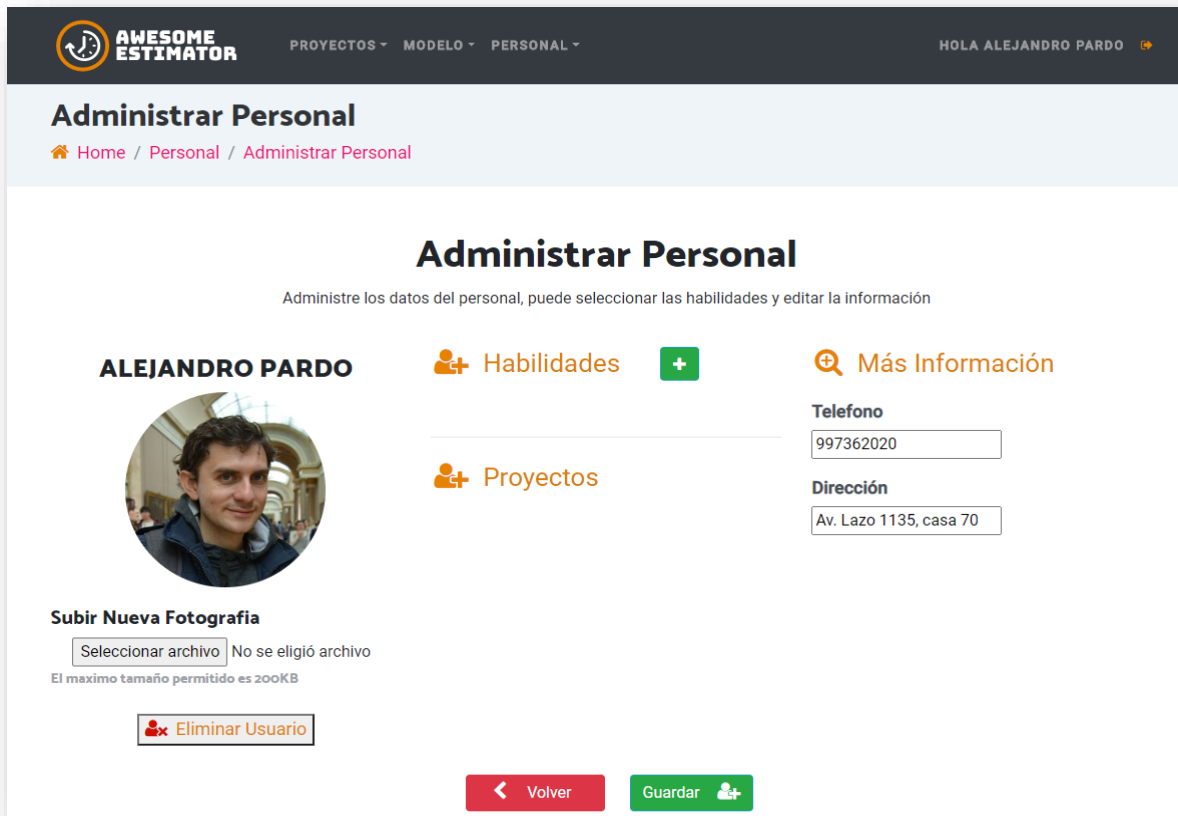 AWESOME
ESTIMATOR
PROYECTOS MODELO PERSONAL HOLA ALEJANDRO PARDO
Administrar Personal
Home / Personal / Administrar Personal
Administrar Personal
Administre los datos del personal, puede seleccionar las habilidades y editar la información
ALEJANDRO PARDO
Subir Nueva Fotografia
Seleccionar archivo No se eligió archivo
El maximo tamaño permitido es 200KB
Eliminar Usuario
Habilidades +
Proyectos
Más Información
Telefono
997362020
Dirección
Av. Lazo 1135, casa 70
Volver Guardar